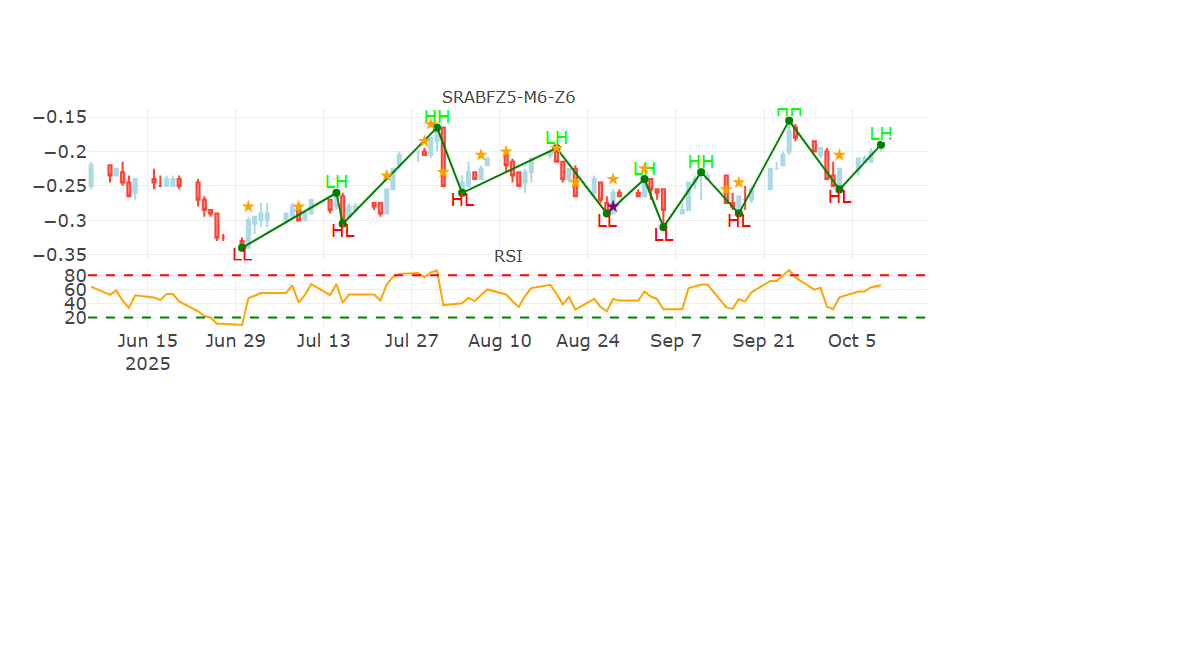 SRABFZ5-M6-Z6
HH
−0.15
LH
LH
−0.2
LH
HH
LH
−0.25
HL
HL
−0.3
LL
HL
HL
LL
LL
−0.35
RSI
80
60
40
20
Jun 15 Jun 29 Jul 13 Jul 27 Aug 10 Aug 24 Sep 7 Sep 21 Oct 5
2025